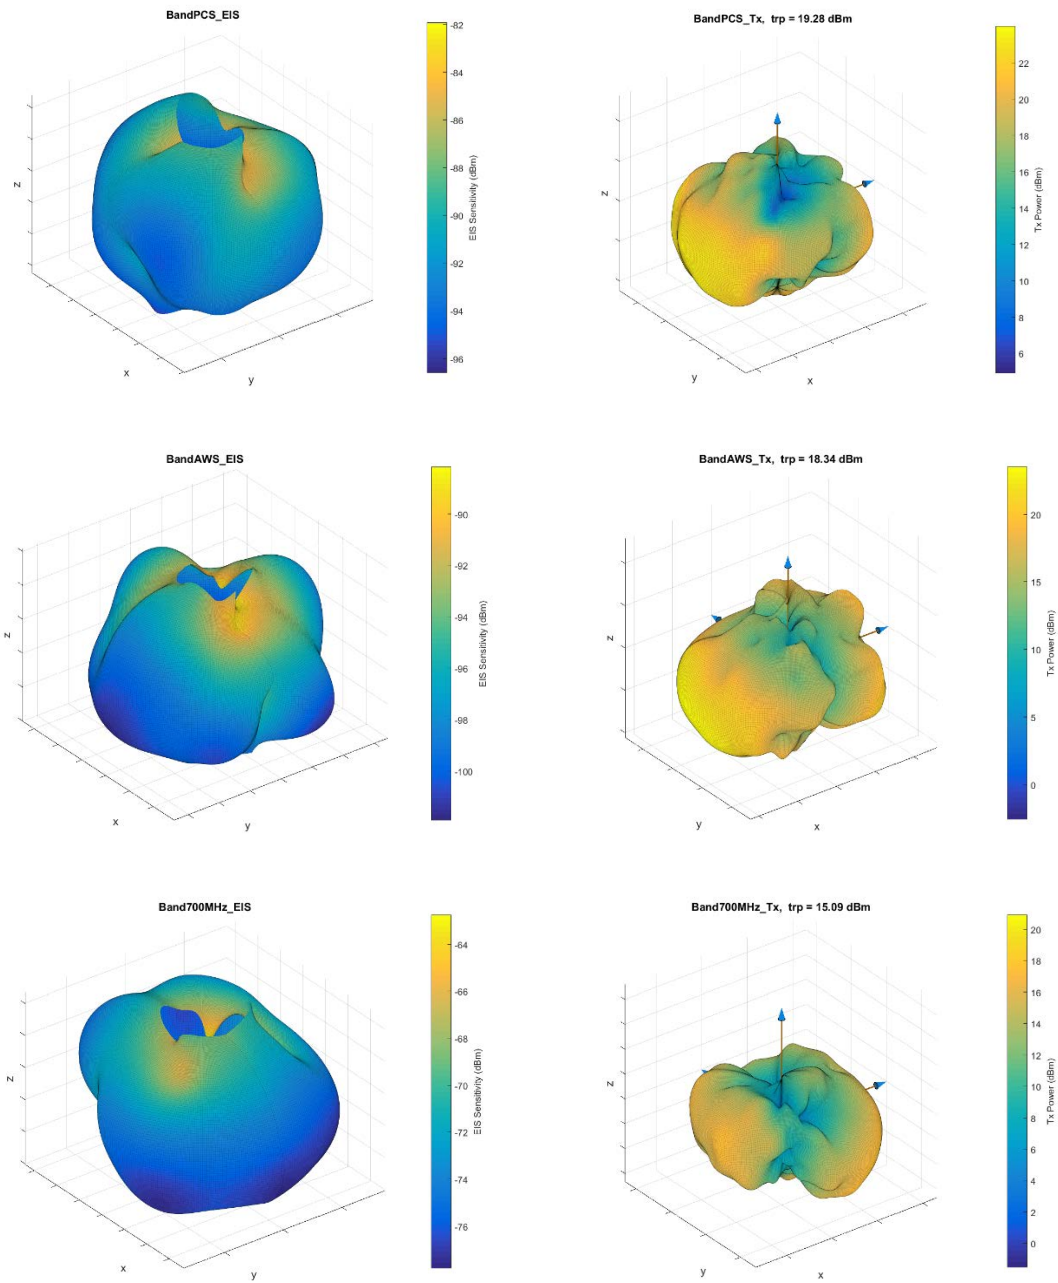 BandPCS_EIS
-82
-84
-86
-88
-90
-92
-94
-96
EIS Sensitivity (dBm)
z
x
y
BandPCS_Tx, trp = 19.28 dBm
22
20
18
16
14
12
10
8
6
Tx Power (dBm)
z
y
x
BandAWS_EIS
-90
-92
-94
-96
-98
-100
EIS Sensitivity (dBm)
z
x
y
BandAWS_Tx, trp = 18.34 dBm
20
15
10
5
0
Tx Power (dBm)
z
y
x
Band700MHz_EIS
-64
-66
-68
-70
-72
-74
-76
EIS Sensitivity (dBm)
z
x
y
Band700MHz_Tx, trp = 15.09 dBm
20
18
16
14
12
10
8
6
4
2
0
Tx Power (dBm)
z
y
x